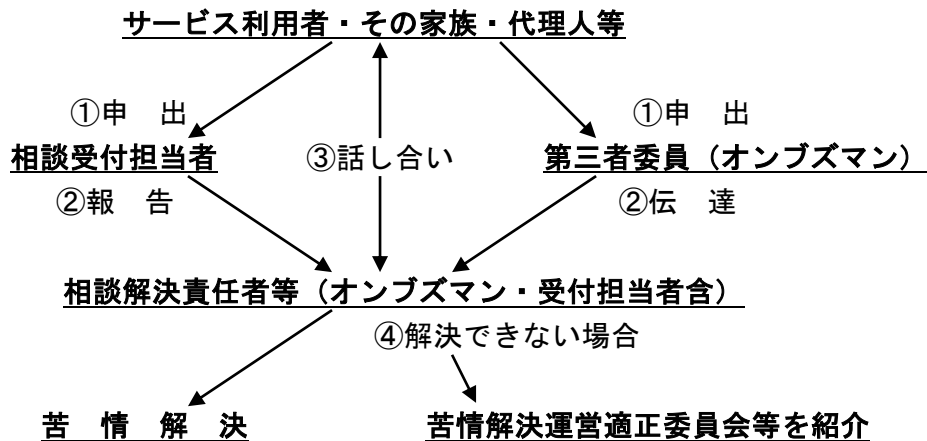 サービス利用者・その家族・代理人等
①申　出
①申　出
相談受付担当者
③話し合い
第三者委員（オンブズマン）
②報　告
②伝　達
相談解決責任者等（オンブズマン・受付担当者含）
④解決できない場合
苦　情　解　決
苦情解決運営適正委員会等を紹介